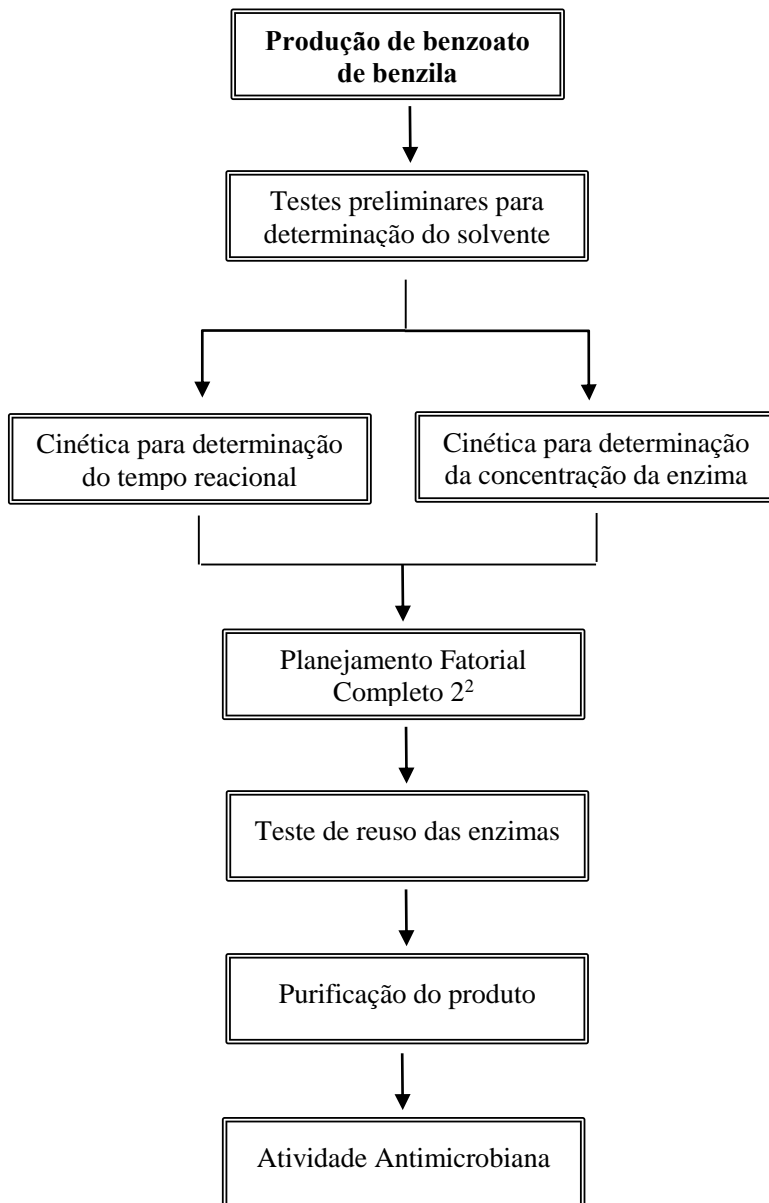 Produção de benzoato
de benzila
Testes preliminares para
determinação do solvente
Cinética para determinação
do tempo reacional
Cinética para determinação
da concentração da enzima
Planejamento Fatorial
Completo 2²
Teste de reuso das enzimas
Purificação do produto
Atividade Antimicrobiana